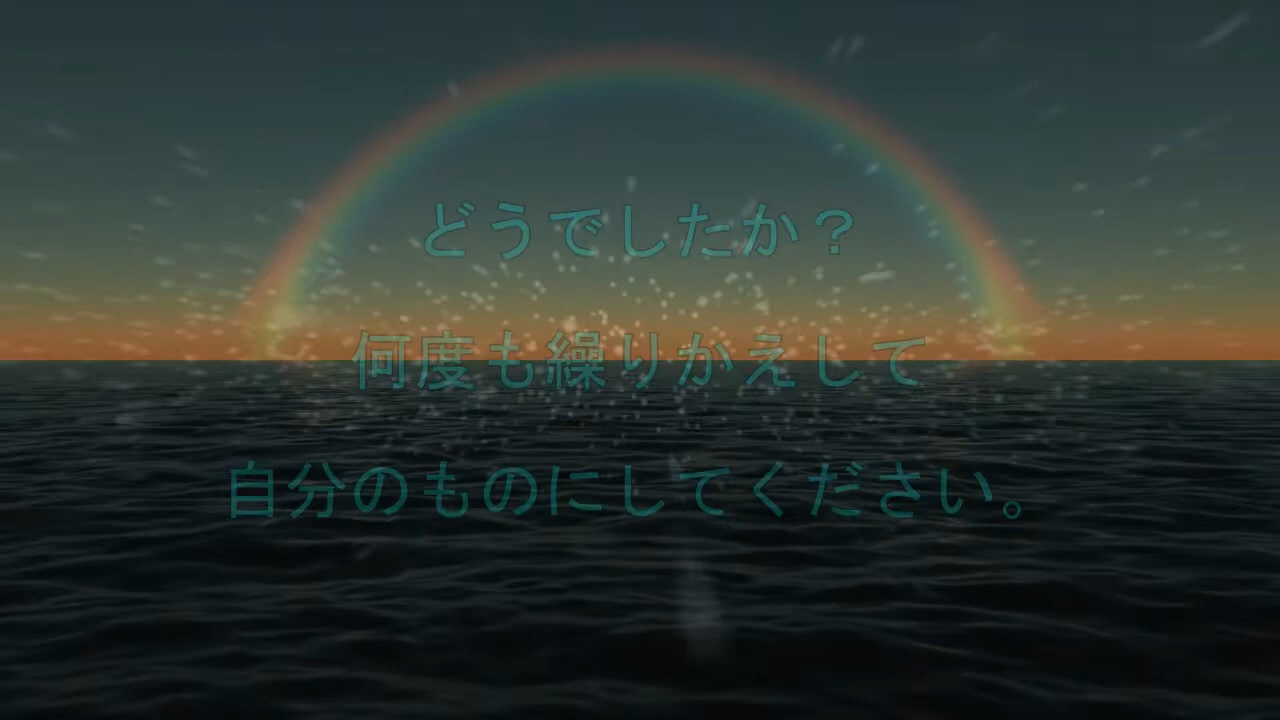 どうでしたか？
何度も繰りかえして
自分のものにしてください。